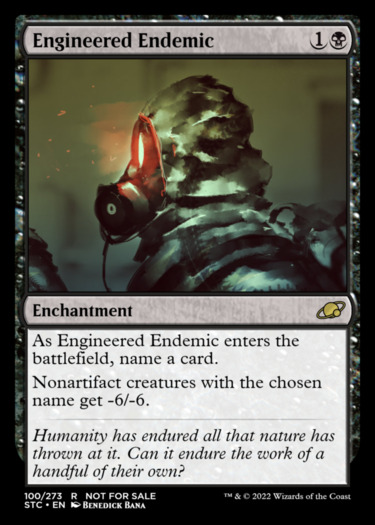 Engineered Endemic 1
Enchantment
As Engineered Endemic enters the
battlefield, name a card.
Nonartifact creatures with the chosen
name get -6/-6.
Humanity has endured all that nature has
thrown at it. Can it endure the work of a
handful of their own?
100/273 R NOT FOR SALE
STC • EN BENEDICK BANA
™ & © 2022 Wizards of the Coast